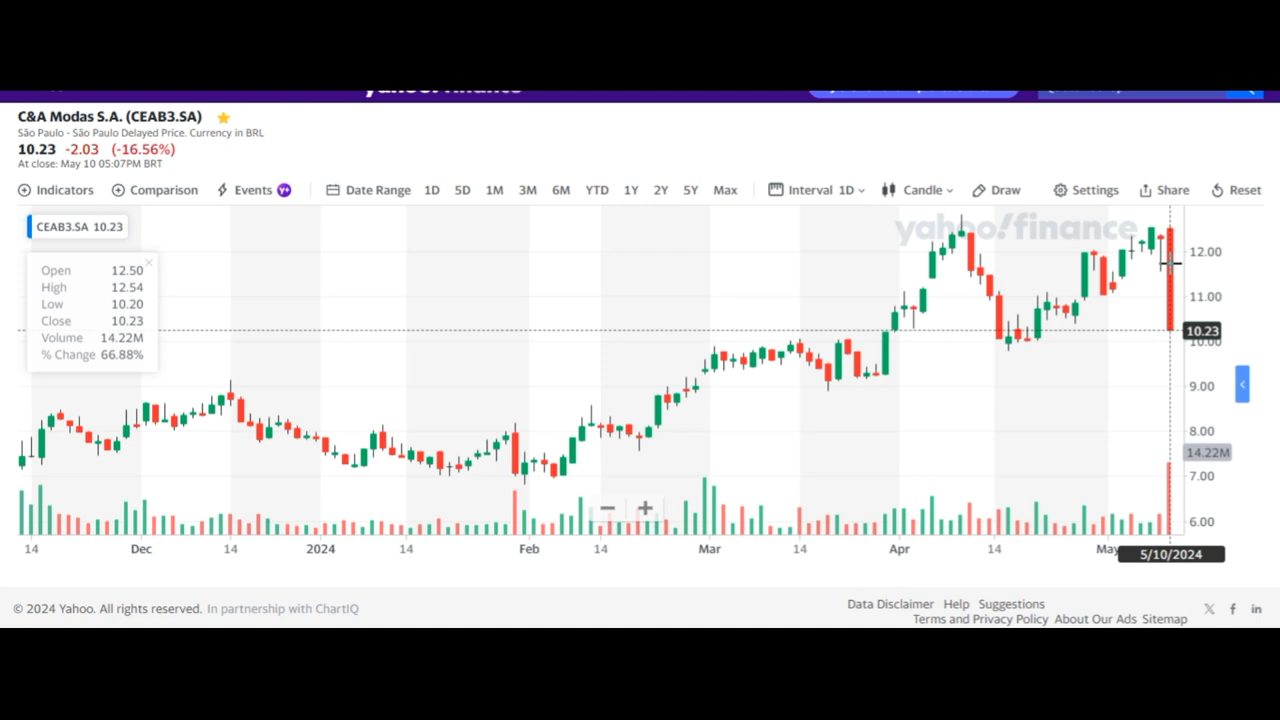 C&A Modas S.A. (CEAB3.SA)
São Paulo - São Paulo Delayed Price. Currency in BRL
10.23 -2.03 (-16.56%)
At close: May 10 05:07PM BRT
Indicators Comparison Events Y+ Date Range 1D 5D 1M 3M 6M YTD 1Y 2Y 5Y Max Interval 1D Candle Draw Settings Share Reset
CEAB3.SA 10.23
yahoo!finance
Open 12.50
High 12.54
Low 10.20
Close 10.23
Volume 14.22M
% Change 66.88%
12.00
11.00
10.23
10.00
9.00
8.00
14.22M
7.00
6.00
14 Dec 14 2024 14 Feb 14 Mar 14 Apr 14 May 5/10/2024
© 2024 Yahoo. All rights reserved. In partnership with ChartIQ
Data Disclaimer Help Suggestions
Terms and Privacy Policy About Our Ads Sitemap